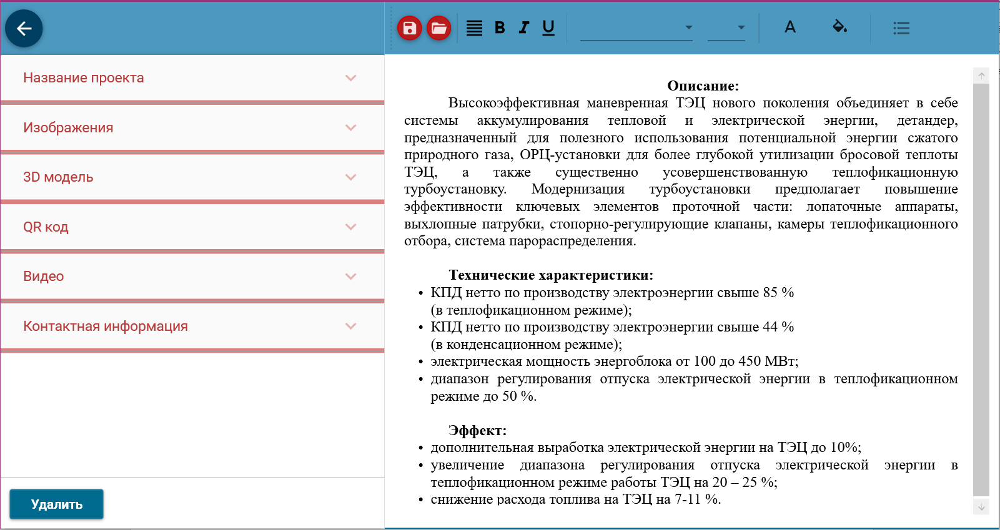 B I U A
Название проекта
Изображения
3D модель
QR код
Видео
Контактная информация
Удалить
Описание:
Высокоэффективная маневренная ТЭЦ нового поколения объединяет в себе
системы аккумулирования тепловой и электрической энергии, детандер,
предназначенный для полезного использования потенциальной энергии сжатого
природного газа, ОРЦ-установки для более глубокой утилизации бросовой теплоты
ТЭЦ, а также существенно усовершенствованную теплофикационную
турбоустановку. Модернизация турбоустановки предполагает повышение
эффективности ключевых элементов проточной части: лопаточные аппараты,
выхлопные патрубки, стопорно-регулирующие клапаны, камеры теплофикационного
отбора, система парораспределения.
Технические характеристики:
• КПД нетто по производству электроэнергии свыше 85 %
(в теплофикационном режиме);
• КПД нетто по производству электроэнергии свыше 44 %
(в конденсационном режиме);
• электрическая мощность энергоблока от 100 до 450 МВт;
• диапазон регулирования отпуска электрической энергии в теплофикационном
режиме до 50 %.
Эффект:
• дополнительная выработка электрической энергии на ТЭЦ до 10%;
• увеличение диапазона регулирования отпуска электрической энергии в
теплофикационном режиме работы ТЭЦ на 20 – 25 %;
• снижение расхода топлива на ТЭЦ на 7-11 %.